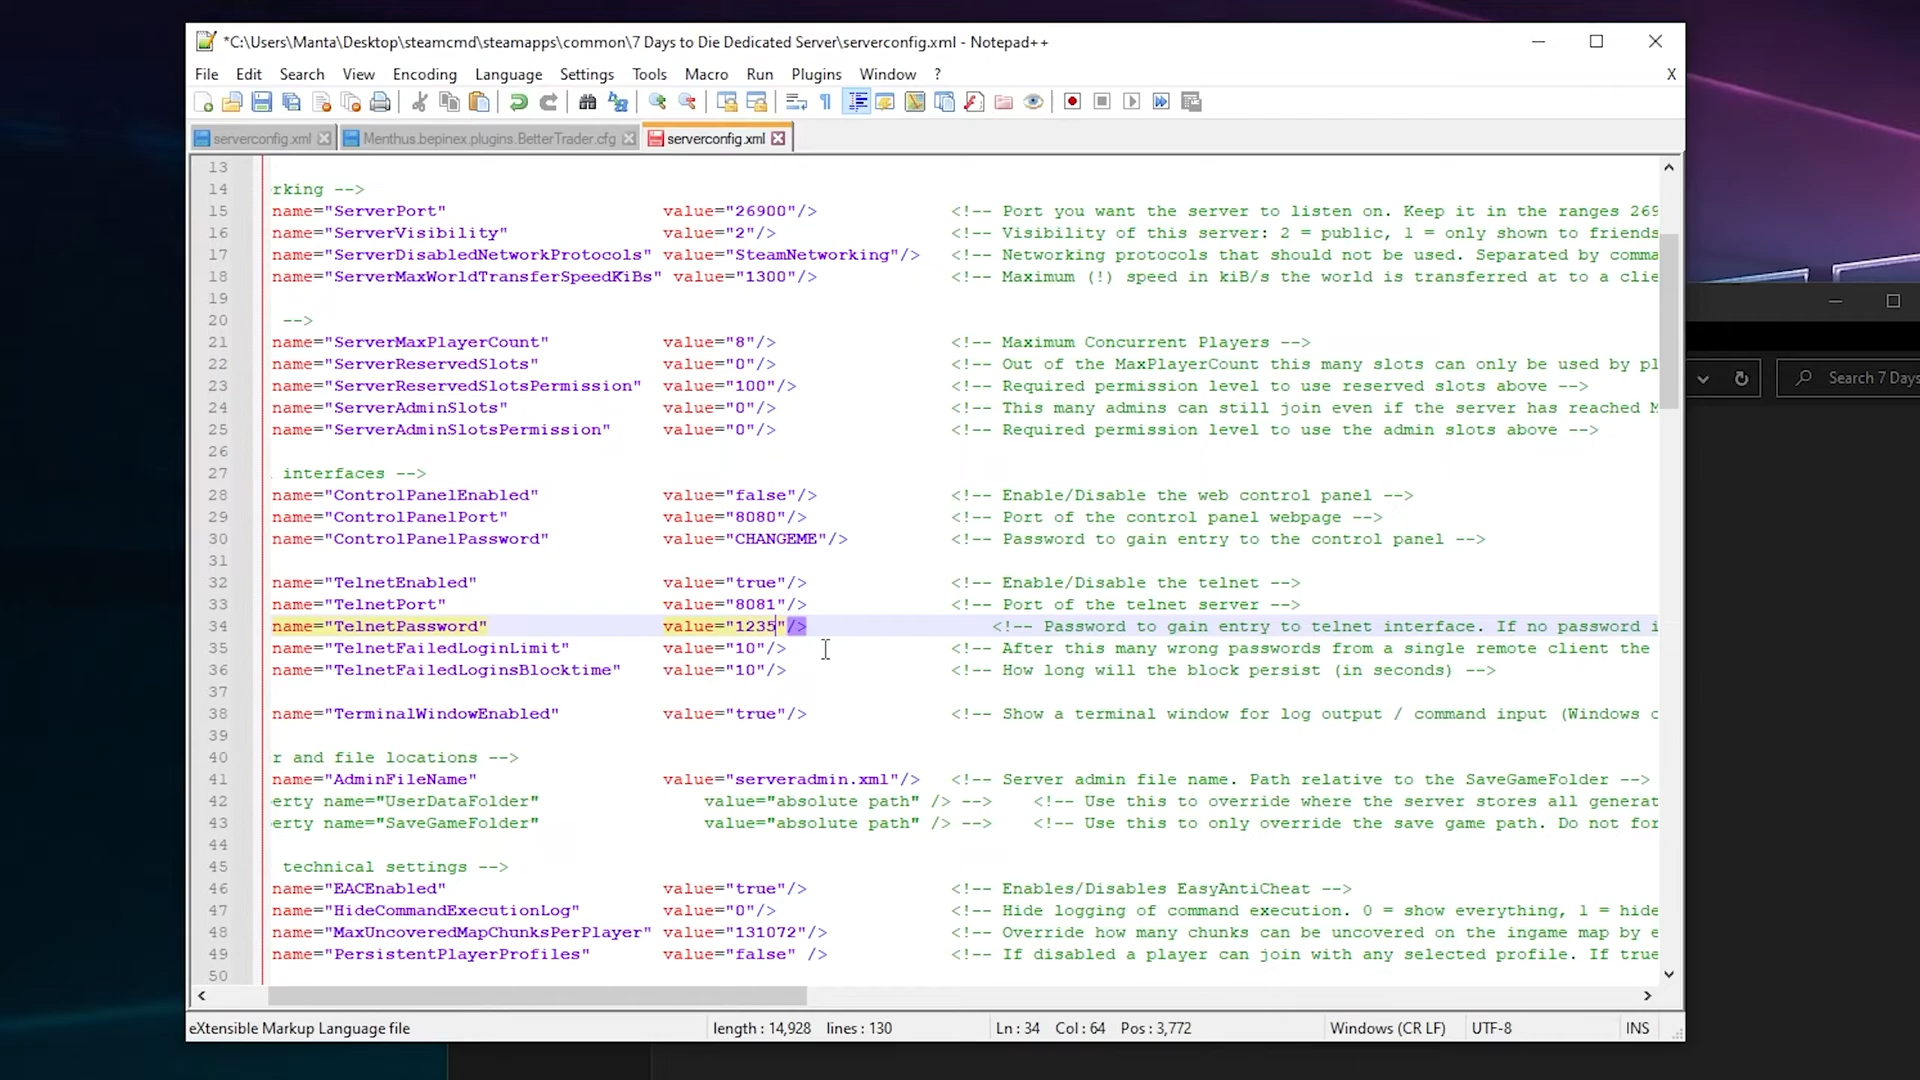 *C:\Users\Manta\Desktop\steamcmd\steamapps\common\7 Days to Die Dedicated Server\serverconfig.xml - Notepad++
File Edit Search View Encoding Language Settings Tools Macro Run Plugins Window ? X
serverconfig.xml Menthus.bepinex.plugins.BetterTrader.cfg serverconfig.xml
13
14 rking -->
15 name="ServerPort" value="26900"/> <!-- Port you want the server to listen on. Keep it in the ranges 269
16 name="ServerVisibility" value="2"/> <!-- Visibility of this server: 2 = public, 1 = only shown to friends
17 name="ServerDisabledNetworkProtocols" value="SteamNetworking"/> <!-- Networking protocols that should not be used. Separated by comma
18 name="ServerMaxWorldTransferSpeedKiBs" value="1300"/> <!-- Maximum (!) speed in kiB/s the world is transferred at to a clie
19
20 -->
21 name="ServerMaxPlayerCount" value="8"/> <!-- Maximum Concurrent Players -->
22 name="ServerReservedSlots" value="0"/> <!-- Out of the MaxPlayerCount this many slots can only be used by pl
23 name="ServerReservedSlotsPermission" value="100"/> <!-- Required permission level to use reserved slots above -->
24 name="ServerAdminSlots" value="0"/> <!-- This many admins can still join even if the server has reached M
25 name="ServerAdminSlotsPermission" value="0"/> <!-- Required permission level to use the admin slots above -->
26
27 interfaces -->
28 name="ControlPanelEnabled" value="false"/> <!-- Enable/Disable the web control panel -->
29 name="ControlPanelPort" value="8080"/> <!-- Port of the control panel webpage -->
30 name="ControlPanelPassword" value="CHANGEME"/> <!-- Password to gain entry to the control panel -->
31
32 name="TelnetEnabled" value="true"/> <!-- Enable/Disable the telnet -->
33 name="TelnetPort" value="8081"/> <!-- Port of the telnet server -->
34 name="TelnetPassword" value="1235"/> <!-- Password to gain entry to telnet interface. If no password i
35 name="TelnetFailedLoginLimit" value="10"/> <!-- After this many wrong passwords from a single remote client the
36 name="TelnetFailedLoginsBlocktime" value="10"/> <!-- How long will the block persist (in seconds) -->
37
38 name="TerminalWindowEnabled" value="true"/> <!-- Show a terminal window for log output / command input (Windows o
39
40 r and file locations -->
41 name="AdminFileName" value="serveradmin.xml"/> <!-- Server admin file name. Path relative to the SaveGameFolder -->
42 erty name="UserDataFolder" value="absolute path" /> --> <!-- Use this to override where the server stores all generat
43 erty name="SaveGameFolder" value="absolute path" /> --> <!-- Use this to only override the save game path. Do not for
44
45 technical settings -->
46 name="EACEnabled" value="true"/> <!-- Enables/Disables EasyAntiCheat -->
47 name="HideCommandExecutionLog" value="0"/> <!-- Hide logging of command execution. 0 = show everything, 1 = hide
48 name="MaxUncoveredMapChunksPerPlayer" value="131072"/> <!-- Override how many chunks can be uncovered on the ingame map by e
49 name="PersistentPlayerProfiles" value="false" /> <!-- If disabled a player can join with any selected profile. If true
50
eXtensible Markup Language file length : 14,928 lines : 130 Ln : 34 Col : 64 Pos : 3,772 Windows (CR LF) UTF-8 INS
Search 7 Days